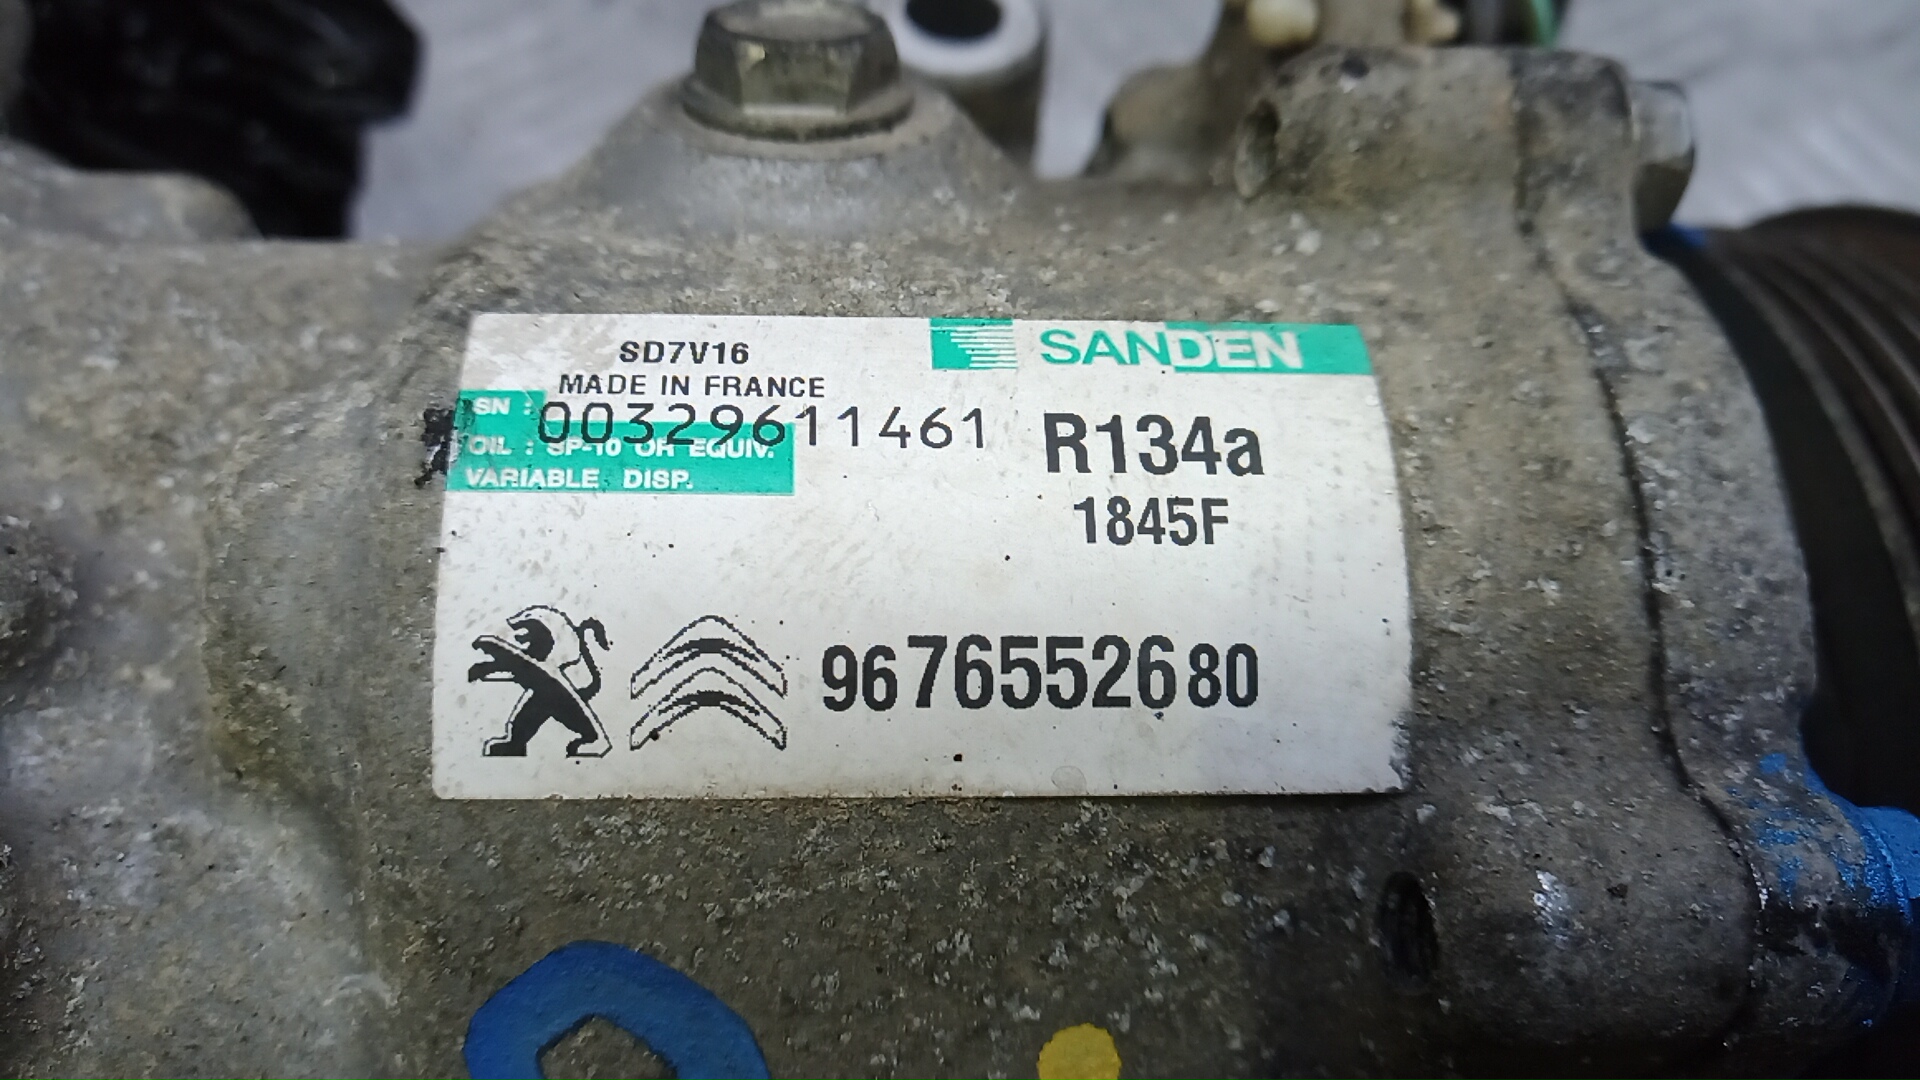 SD7V16
SANDEN
MADE IN FRANCE
SN : 00329611461
R134a
OIL : SP-10 OR EQUIV.
VARIABLE DISP.
1845F
9676552680